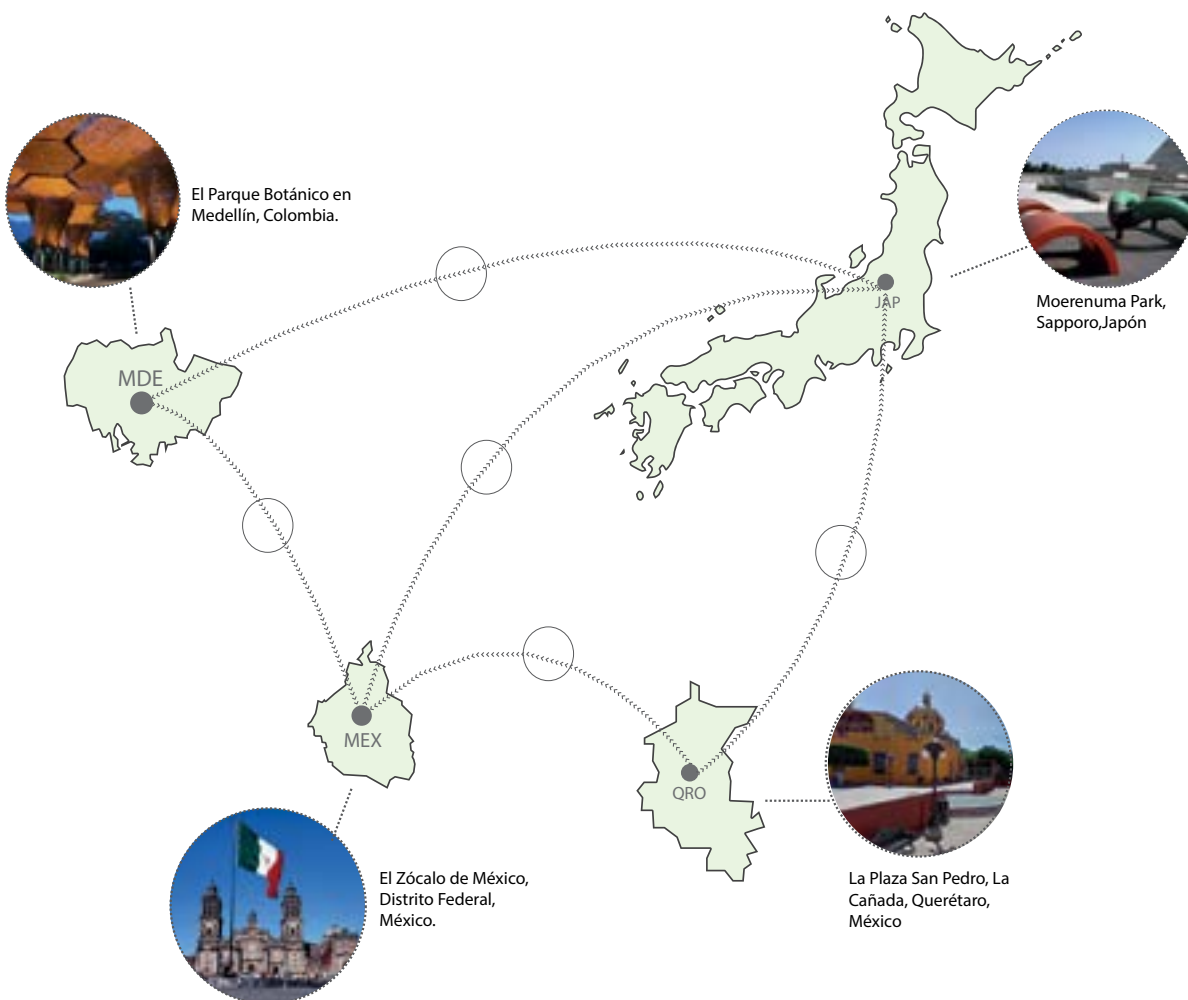 El Parque Botánico en
Medellín, Colombia.
JAP
Moerenuma Park,
Sapporo,Japón
MDE
MEX
QRO
El Zócalo de México,
Distrito Federal,
México.
La Plaza San Pedro, La
Cañada, Querétaro,
México